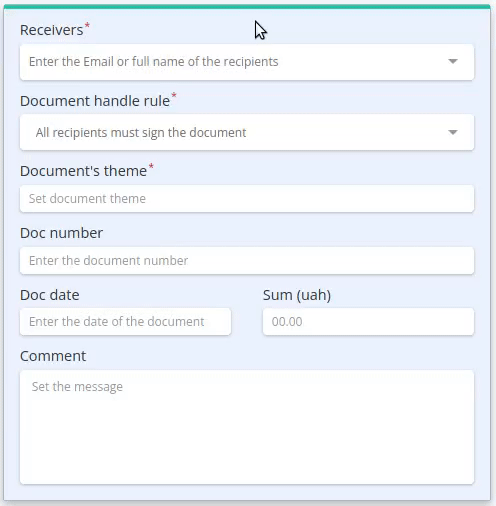 Receivers*
Enter the Email or full name of the recipients
Document handle rule*
All recipients must sign the document
Document's theme*
Set document theme
Doc number
Enter the document number
Doc date
Sum (uah)
Enter the date of the document
00.00
Comment
Set the message